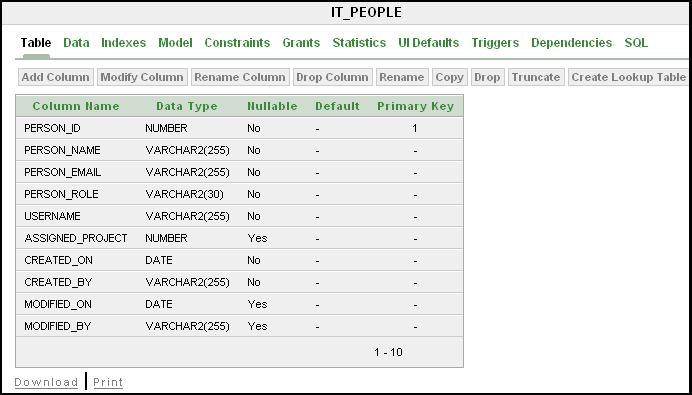 IT_PEOPLE
Table Data Indexes Model Constraints Grants Statistics UI Defaults Triggers Dependencies SQL
Add Column Modify Column Rename Column Drop Column Rename Copy Drop Truncate Create Lookup Table
Column Name Data Type Nullable Default Primary Key
PERSON_ID NUMBER No - 1
PERSON_NAME VARCHAR2(255) No - -
PERSON_EMAIL VARCHAR2(255) No - -
PERSON_ROLE VARCHAR2(30) No - -
USERNAME VARCHAR2(255) No - -
ASSIGNED_PROJECT NUMBER Yes - -
CREATED_ON DATE No - -
CREATED_BY VARCHAR2(255) No - -
MODIFIED_ON DATE Yes - -
MODIFIED_BY VARCHAR2(255) Yes - -
1 - 10
Download | Print